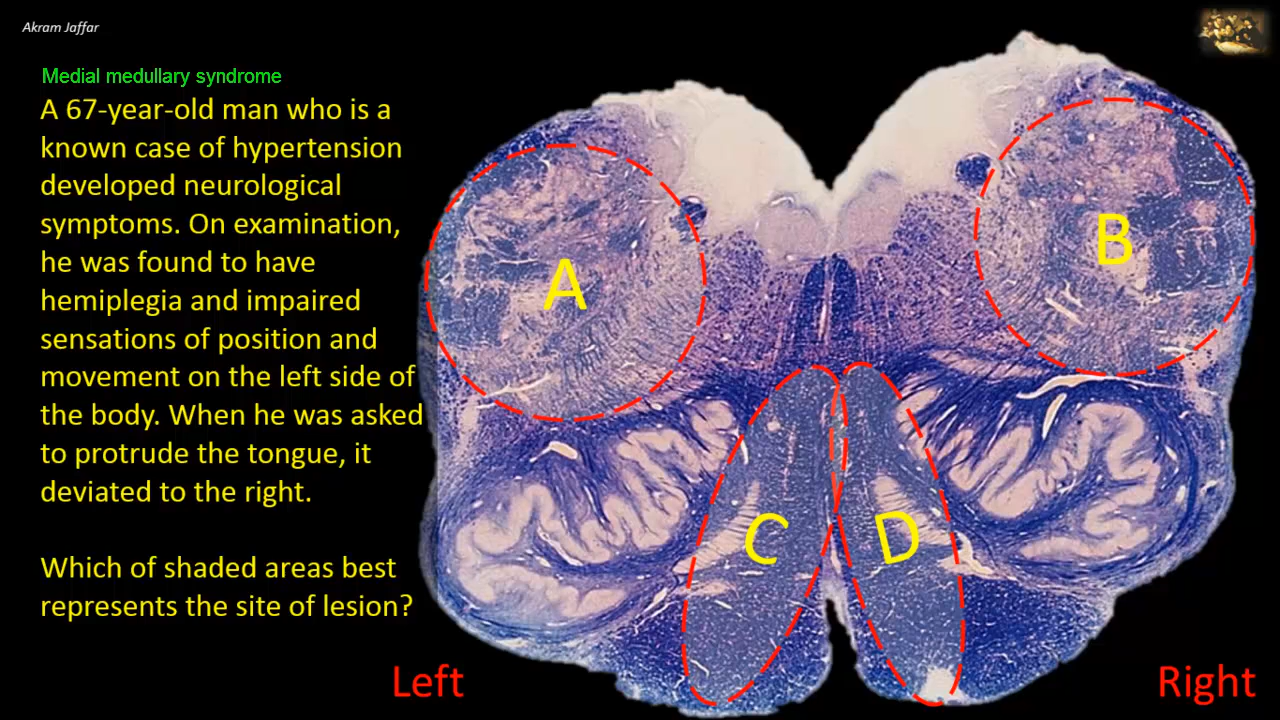 Akram Jaffar
Medial medullary syndrome
A 67-year-old man who is a
known case of hypertension
developed neurological
symptoms. On examination,
he was found to have
hemiplegia and impaired
sensations of position and
movement on the left side of
the body. When he was asked
to protrude the tongue, it
deviated to the right.
Which of shaded areas best
represents the site of lesion?
A
B
C
D
Left
Right